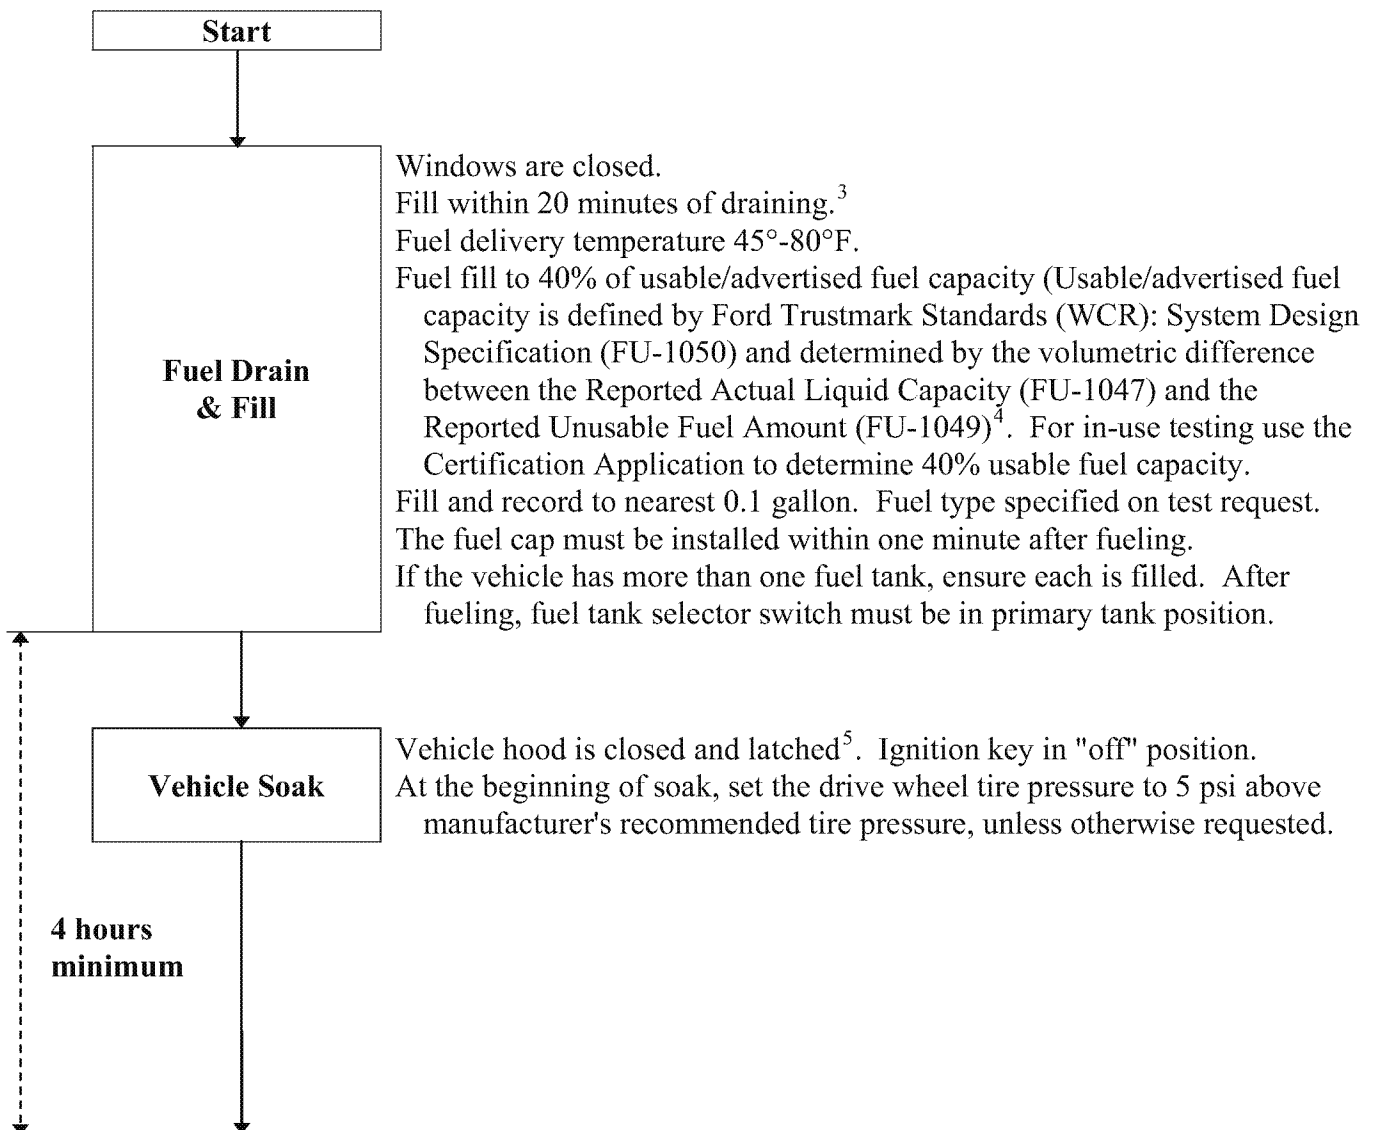 Start
Windows are closed.
Fill within 20 minutes of draining.³
Fuel delivery temperature 45°-80°F.
Fuel fill to 40% of usable/advertised fuel capacity (Usable/advertised fuel
capacity is defined by Ford Trustmark Standards (WCR): System Design
Specification (FU-1050) and determined by the volumetric difference
between the Reported Actual Liquid Capacity (FU-1047) and the
Reported Unusable Fuel Amount (FU-1049)⁴.  For in-use testing use the
Certification Application to determine 40% usable fuel capacity.
Fill and record to nearest 0.1 gallon.  Fuel type specified on test request.
The fuel cap must be installed within one minute after fueling.
If the vehicle has more than one fuel tank, ensure each is filled.  After
fueling, fuel tank selector switch must be in primary tank position.
Fuel Drain
& Fill
Vehicle hood is closed and latched⁵.  Ignition key in "off" position.
At the beginning of soak, set the drive wheel tire pressure to 5 psi above
manufacturer's recommended tire pressure, unless otherwise requested.
Vehicle Soak
4 hours
minimum